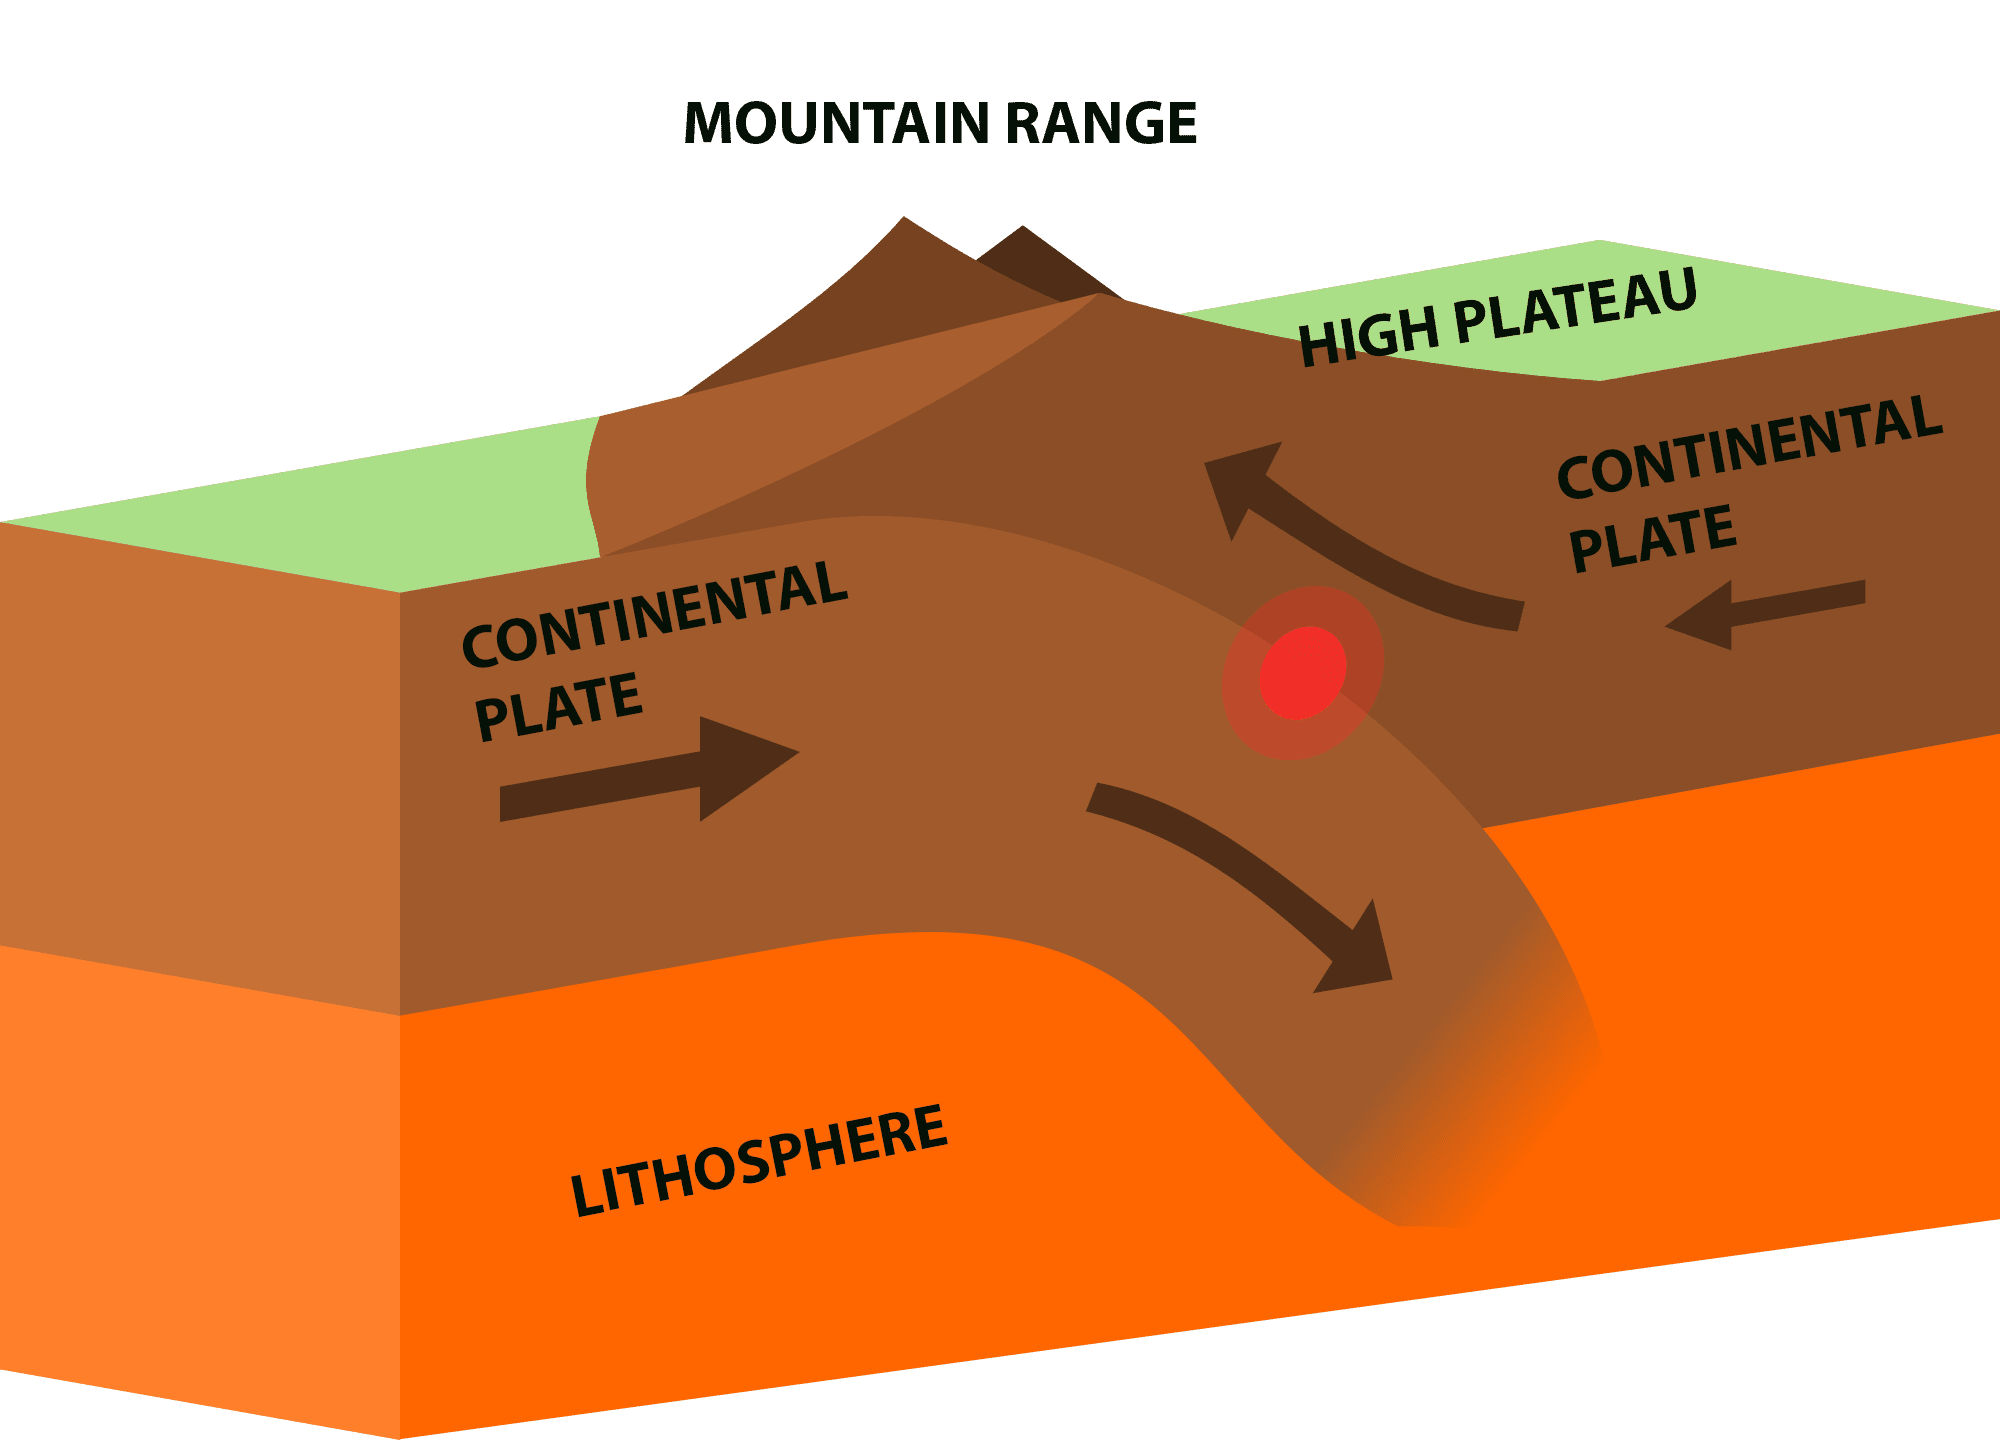 MOUNTAIN RANGE
HIGH PLATEAU
CONTINENTAL
PLATE
CONTINENTAL
PLATE
LITHOSPHERE